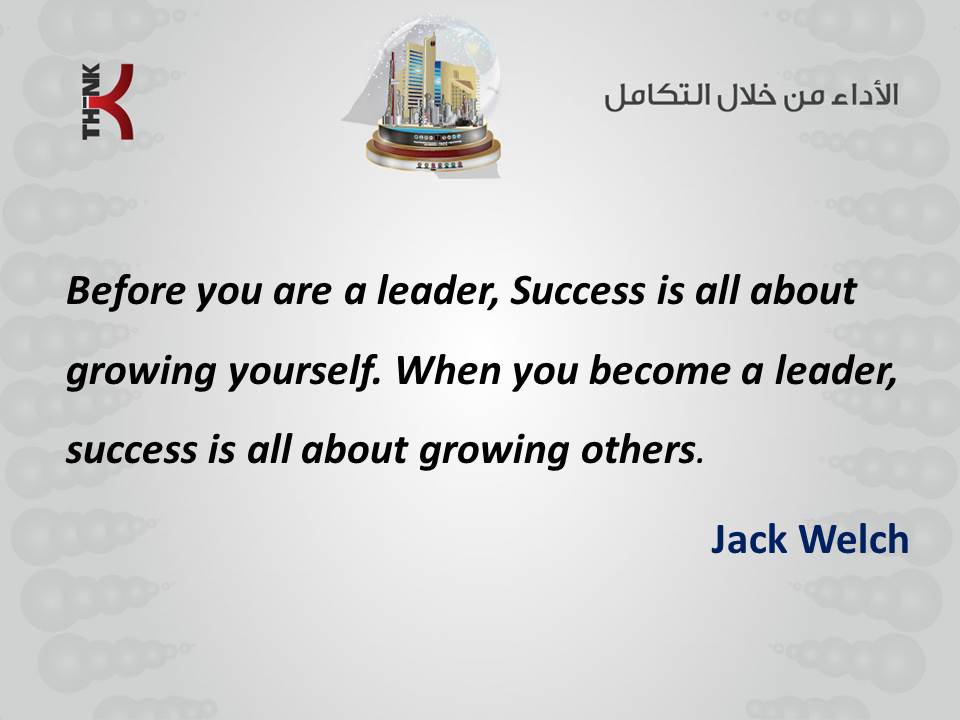 THINK
الأداء من خلال التكامل
Before you are a leader, Success is all about
growing yourself. When you become a leader,
success is all about growing others.
Jack Welch